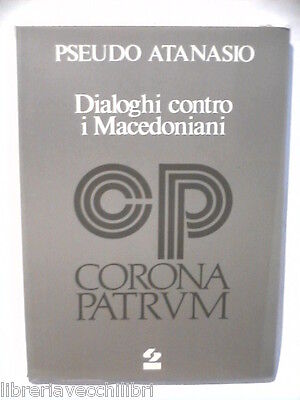 PSEUDO ATANASIO
Dialoghi contro
i Macedoniani
CP
CORONA
PATRVM
libreriavecchilibri